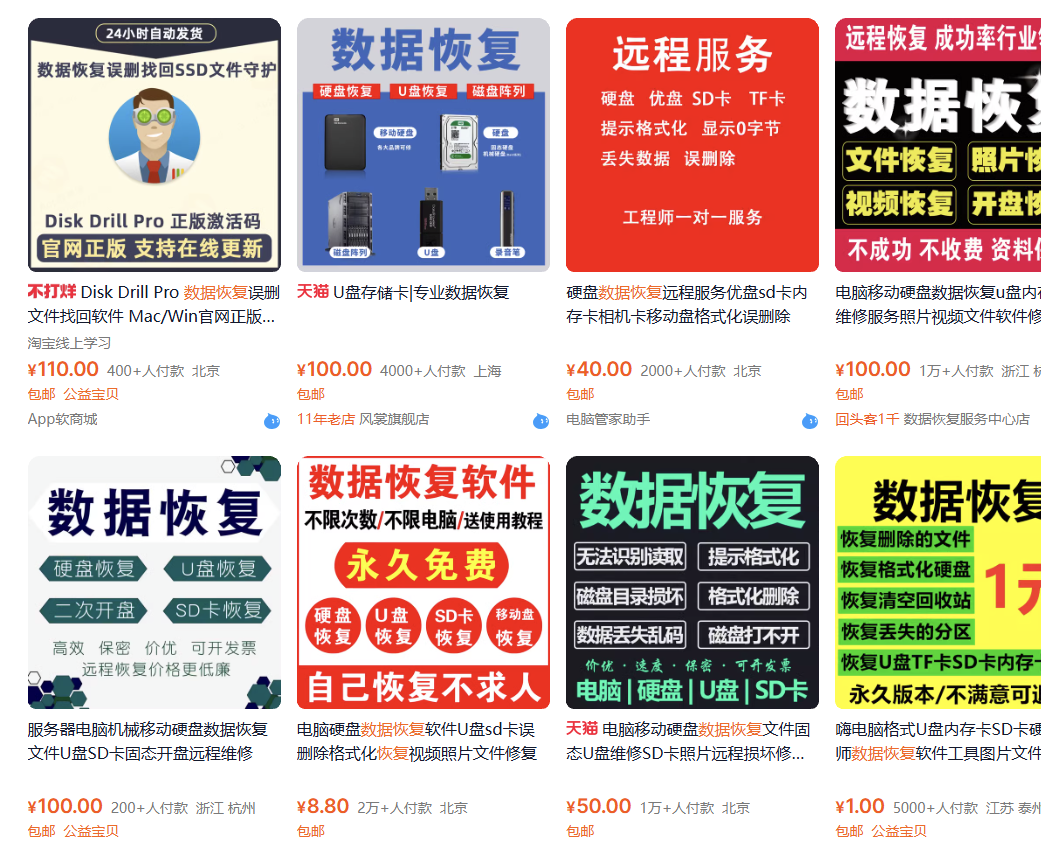 24小时自动发货
数据恢复误删找回SSD文件守护
Disk Drill Pro 正版激活码
官网正版 支持在线更新
不打烊 Disk Drill Pro 数据恢复误删
文件找回软件 Mac/Win官网正版...
淘宝线上学习
¥110.00 400+人付款 北京
包邮 公益宝贝
App软商城
数据恢复
硬盘恢复 U盘恢复 磁盘阵列
移动硬盘
各大品牌可修
硬盘
固态硬盘
磁盘阵列 U盘 录音笔
天猫 U盘存储卡|专业数据恢复
¥100.00 4000+人付款 上海
包邮
11年老店 风裳旗舰店
远程服务
硬盘 优盘 SD卡 TF卡
提示格式化 显示0字节
丢失数据 误删除
工程师一对一服务
硬盘数据恢复远程服务优盘sd卡内
存卡相机卡移动盘格式化误删除
¥40.00 2000+人付款 北京
包邮
电脑管家助手
远程恢复 成功率行业
数据恢
文件恢复 照片恢
视频恢复 开盘恢
不成功 不收费 资料
电脑移动硬盘数据恢复u盘内
维修服务照片视频文件软件修
¥100.00 1万+人付款 浙江
包邮
回头客1千 数据恢复服务中心店
数据恢复
硬盘恢复 U盘恢复
二次开盘 SD卡恢复
高效 保密 价优 可开发票
远程恢复价格更低廉
服务器电脑机械移动硬盘数据恢复
文件U盘SD卡固态开盘远程维修
¥100.00 200+人付款 浙江 杭州
包邮 公益宝贝
数据恢复软件
不限次数/不限电脑/送使用教程
永久免费
硬盘恢复 U盘恢复 SD卡恢复 移动盘恢复
自己恢复不求人
电脑硬盘数据恢复软件U盘sd卡误
删除格式化恢复视频照片文件修复
¥8.80 2万+人付款 北京
包邮
数据恢复
无法识别读取 提示格式化
磁盘目录损坏 格式化删除
数据丢失乱码 磁盘打不开
价优·速度·保密·可开发票
电脑|硬盘|U盘|SD卡
天猫 电脑移动硬盘数据恢复文件固
态U盘维修SD卡照片远程损坏修...
¥50.00 1万+人付款 北京
包邮
数据恢复
恢复删除的文件
恢复格式化硬盘
恢复清空回收站
恢复丢失的分区
1元
恢复U盘TF卡SD卡内存
永久版本/不满意可
嗨电脑格式U盘内存卡SD卡硬
师数据恢复软件工具图片文件
¥1.00 5000+人付款 江苏 泰州
包邮 公益宝贝